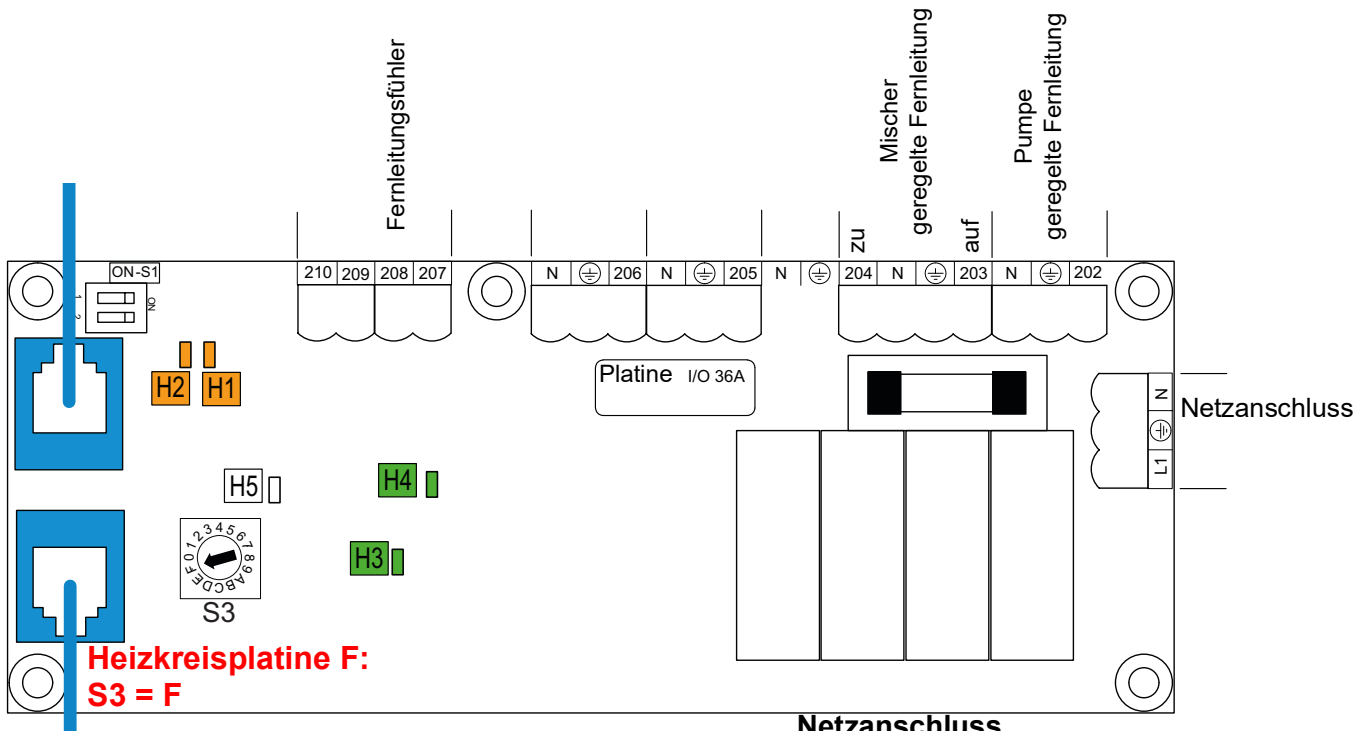 Fernleitungsfühler
Mischer
geregelte Fernleitung
Pumpe
geregelte Fernleitung
zu
auf
ON-S1
210 209 208 207
N 206 N 205 N 204 N 203 N 202
1
2
ON
H2 H1
Platine I/O 36A
N
L1
Netzanschluss
H5
H4
H3
0 1 2 3 4 5 6 7 8 9 A B C D E F
S3
Heizkreisplatine F:
S3 = F
Netzanschluss